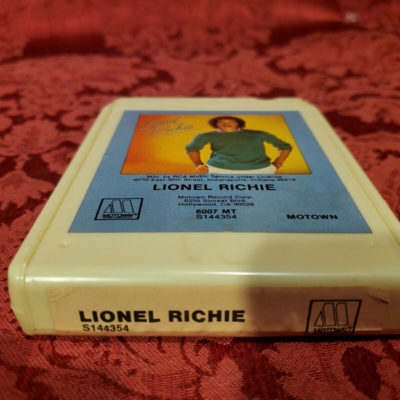 Lionel
Richie
Mfd. by RCA Music Service under License,
6550 East 30th Street, Indianapolis, Indiana 46219
LIONEL RICHIE
Motown Record Corp.
6255 Sunset Blvd.
Hollywood, CA 90028
6007 MT
S144354
MOTOWN
MOTOWN
LIONEL RICHIE
S144354
MOTOWN